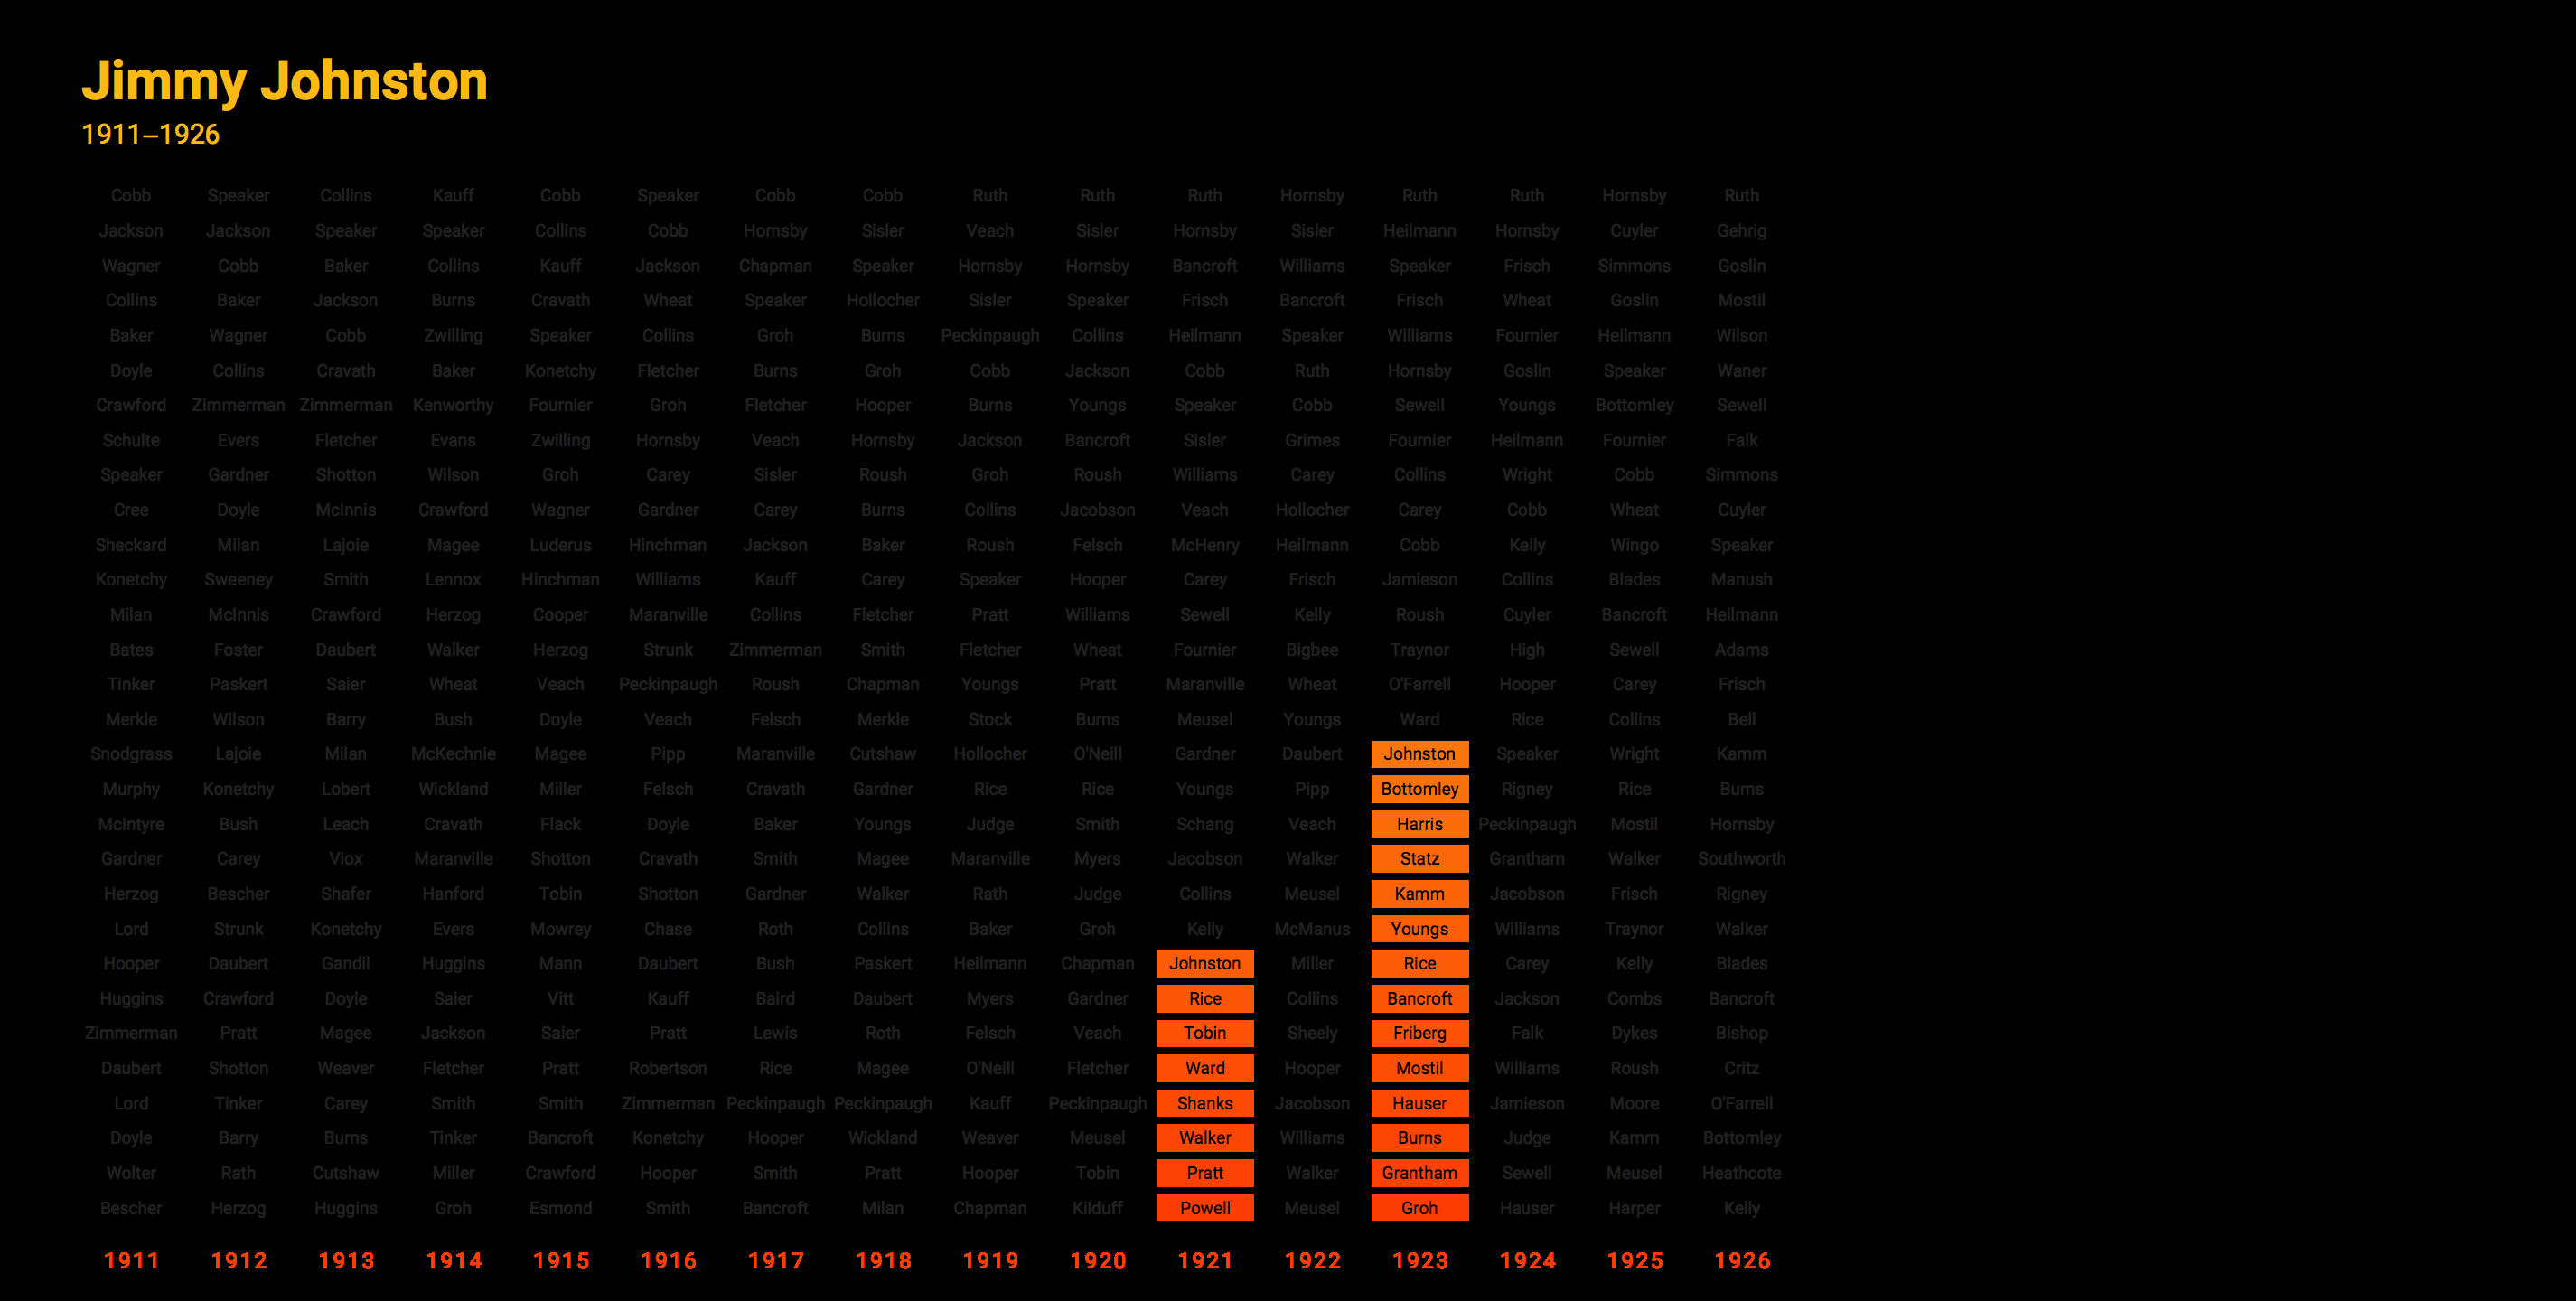 Jimmy Johnston
1911–1926
Cobb Speaker Collins Kauff Cobb Speaker Cobb Cobb Ruth Ruth Ruth Hornsby Ruth Ruth Hornsby Ruth
Jackson Jackson Speaker Speaker Collins Cobb Hornsby Sisler Veach Sisler Hornsby Sisler Heilmann Hornsby Cuyler Gehrig
Wagner Cobb Baker Collins Kauff Jackson Chapman Speaker Hornsby Hornsby Bancroft Williams Speaker Frisch Simmons Goslin
Collins Baker Jackson Burns Cravath Wheat Speaker Hollocher Sisler Speaker Frisch Bancroft Frisch Wheat Goslin Mostil
Baker Wagner Cobb Zwilling Speaker Collins Groh Burns Peckinpaugh Collins Heilmann Speaker Williams Fournier Heilmann Wilson
Doyle Collins Cravath Baker Konetchy Fletcher Burns Groh Cobb Jackson Cobb Ruth Hornsby Goslin Speaker Waner
Crawford Zimmerman Zimmerman Kenworthy Fournier Groh Fletcher Hooper Burns Youngs Speaker Cobb Sewell Youngs Bottomley Sewell
Schulte Evers Fletcher Evans Zwilling Hornsby Veach Hornsby Jackson Bancroft Sisler Grimes Fournier Heilmann Fournier Falk
Speaker Gardner Shotton Wilson Groh Carey Sisler Roush Groh Roush Williams Carey Collins Wright Cobb Simmons
Cree Doyle McInnis Crawford Wagner Gardner Carey Burns Collins Jacobson Veach Hollocher Carey Cobb Wheat Cuyler
Sheckard Milan Lajoie Magee Luderus Hinchman Jackson Baker Roush Felsch McHenry Heilmann Cobb Kelly Wingo Speaker
Konetchy Sweeney Smith Lennox Hinchman Williams Kauff Carey Speaker Hooper Carey Frisch Jamieson Collins Blades Manush
Milan McInnis Crawford Herzog Cooper Maranville Collins Fletcher Pratt Williams Sewell Kelly Roush Cuyler Bancroft Heilmann
Bates Foster Daubert Walker Herzog Strunk Zimmerman Smith Fletcher Wheat Fournier Bigbee Traynor High Sewell Adams
Tinker Paskert Saier Wheat Veach Peckinpaugh Roush Chapman Youngs Pratt Maranville Wheat O'Farrell Hooper Carey Frisch
Merkle Wilson Barry Bush Doyle Veach Felsch Merkle Stock Burns Meusel Youngs Ward Rice Collins Bell
Snodgrass Lajoie Milan McKechnie Magee Pipp Maranville Cutshaw Hollocher O'Neill Gardner Daubert Johnston Speaker Wright Kamm
Murphy Konetchy Lobert Wickland Miller Felsch Cravath Gardner Rice Rice Youngs Pipp Bottomley Rigney Rice Burns
McIntyre Bush Leach Cravath Flack Doyle Baker Youngs Judge Smith Schang Veach Harris Peckinpaugh Mostil Hornsby
Gardner Carey Viox Maranville Shotton Cravath Smith Magee Maranville Myers Jacobson Walker Statz Grantham Walker Southworth
Herzog Bescher Shafer Hanford Tobin Shotton Gardner Walker Rath Judge Collins Meusel Kamm Jacobson Frisch Rigney
Lord Strunk Konetchy Evers Mowrey Chase Roth Collins Baker Groh Kelly McManus Youngs Williams Traynor Walker
Hooper Daubert Gandil Huggins Mann Daubert Bush Paskert Heilmann Chapman Johnston Miller Rice Carey Kelly Blades
Huggins Crawford Doyle Saier Vitt Kauff Baird Daubert Myers Gardner Rice Collins Bancroft Jackson Combs Bancroft
Zimmerman Pratt Magee Jackson Saier Pratt Lewis Roth Felsch Veach Tobin Sheely Friberg Falk Dykes Bishop
Daubert Shotton Weaver Fletcher Pratt Robertson Rice Magee O'Neill Fletcher Ward Hooper Mostil Williams Roush Critz
Lord Tinker Carey Smith Smith Zimmerman Peckinpaugh Peckinpaugh Kauff Peckinpaugh Shanks Jacobson Hauser Jamieson Moore O'Farrell
Doyle Barry Burns Tinker Bancroft Konetchy Hooper Wickland Weaver Meusel Walker Williams Burns Judge Kamm Bottomley
Wolter Rath Cutshaw Miller Crawford Hooper Smith Pratt Hooper Tobin Pratt Walker Grantham Sewell Meusel Heathcote
Bescher Herzog Huggins Groh Esmond Smith Bancroft Milan Chapman Kilduff Powell Meusel Groh Hauser Harper Kelly
1911 1912 1913 1914 1915 1916 1917 1918 1919 1920 1921 1922 1923 1924 1925 1926